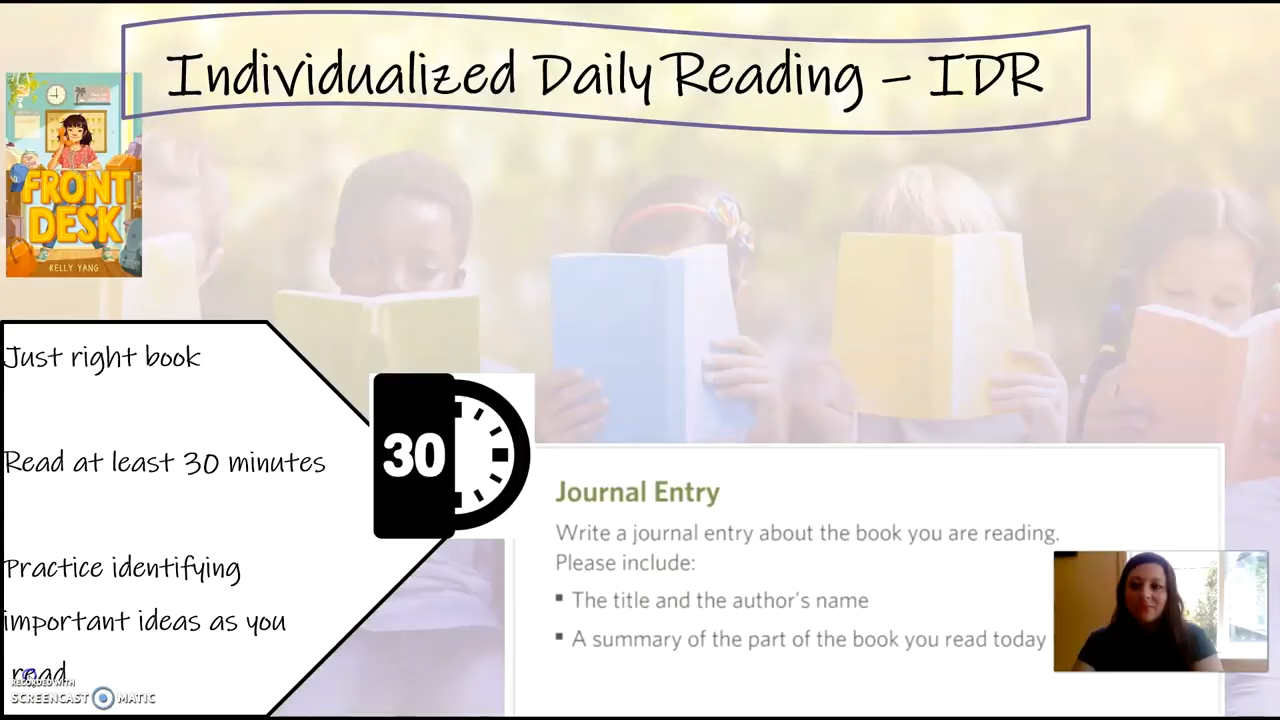 Individualized Daily Reading – IDR
FRONT
DESK
KELLY YANG
Just right book
Read at least 30 minutes
Practice identifying
important ideas as you
read
30
Journal Entry
Write a journal entry about the book you are reading.
Please include:
▪ The title and the author's name
▪ A summary of the part of the book you read today
RECORDED WITH
SCREENCAST MATIC